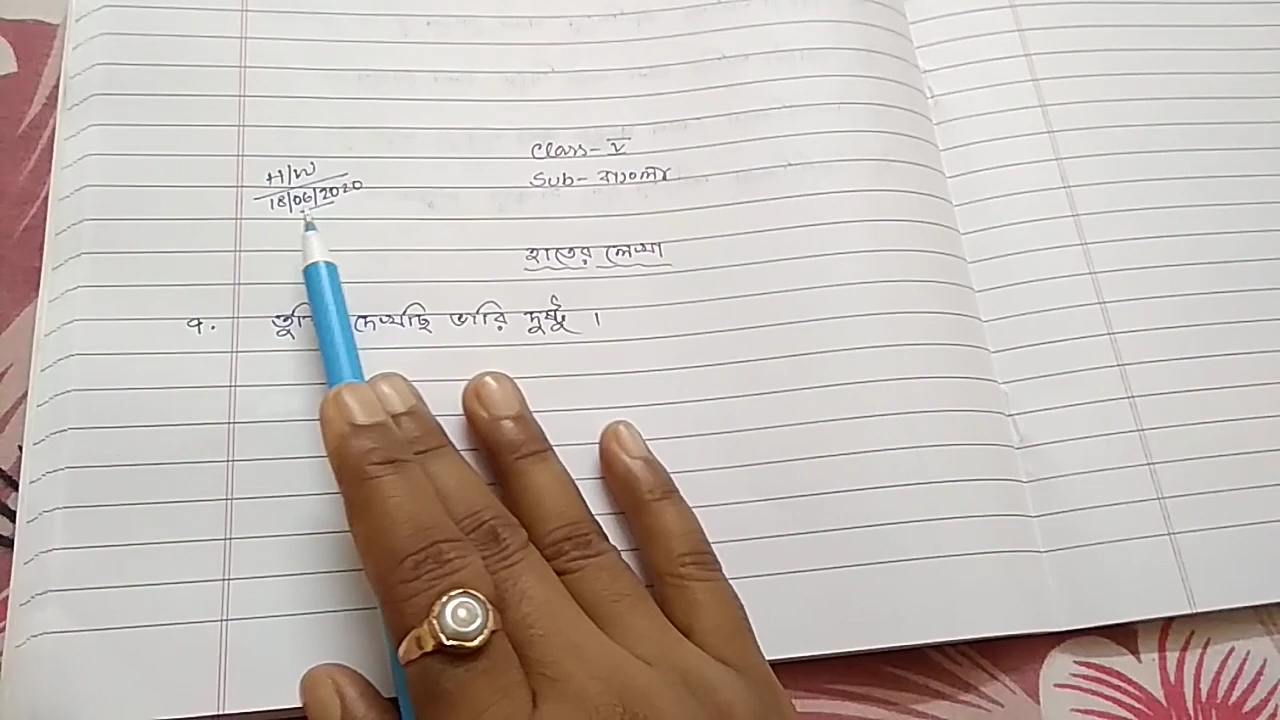 Class- V
Sub- বাংলা
H/W
18/06/2020
হাতের লেখা
৭. দেখছি ভারি দুষ্টু ।